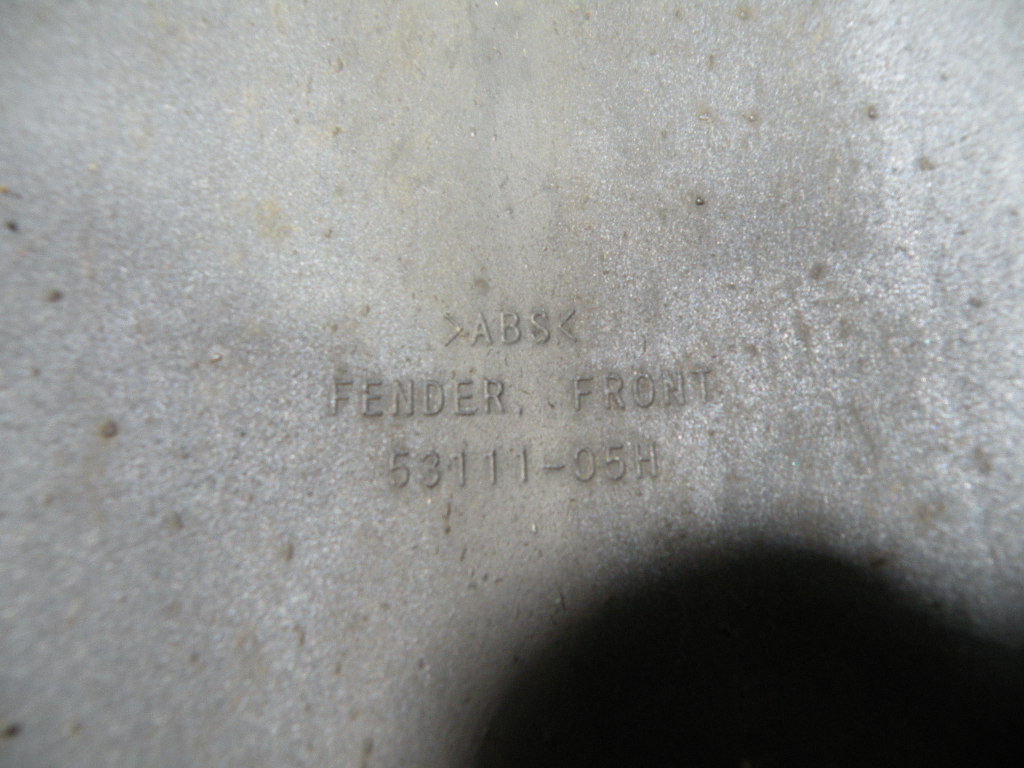 >ABS<
FENDER, FRONT
53111-05H